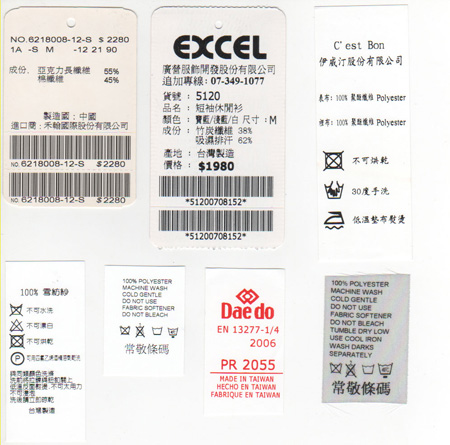 NO.6218008-12-S $ 2280
1A -S M -12 21 90
成份: 亞克力長纖維 55%
棉纖維 45%
製造國:中國
進口商:禾翰國際股份有限公司
NO.6218008-12-S $2280
NO.6218008-12-S $2280
EXCEL
廣營服飾開發股份有限公司
追加專線: 07-349-1077
貨號: 5120
品名: 短袖休閒衫
顏色: 寶藍/淺藍/白 尺寸:M
成份: 竹炭纖維 38%
吸濕排汗 62%
產地: 台灣製造
價格: $1980
*51200708152*
*51200708152*
C'est Bon
伊威汀股份有限公司
表布: 100% 聚酯纖維 Polyester
裡布: 100% 聚酯纖維 Polyester
不可烘乾
30度手洗
低溫墊布熨燙
100% 雪紡紗
不可水洗
不可漂白
不可烘乾
台灣製造
100% POLYESTER
MACHINE WASH
COLD GENTLE
DO NOT USE
FABRIC SOFTENER
DO NOT BLEACH
常敬條碼
Dae do
EN 13277-1/4
2006
PR 2055
MADE IN TAIWAN
HECHO EN TAIWAN
FABRIQUE EN TAIWAN
100% POLYESTER
MACHINE WASH
COLD GENTLE
DO NOT USE
FABRIC SOFTENER
DO NOT BLEACH
TUMBLE DRY LOW
USE COOL IRON
WASH DARKS
SEPARATELY
常敬條碼